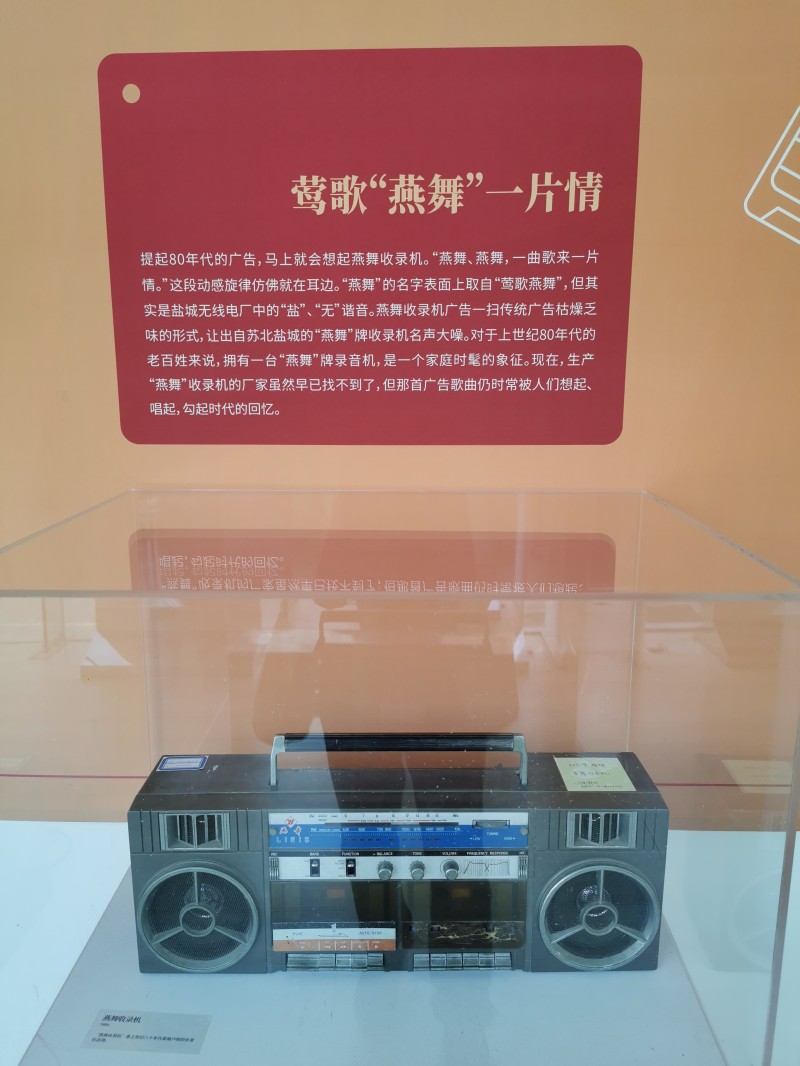 莺歌“燕舞”一片情
提起80年代的广告，马上就会想起燕舞收录机。“燕舞、燕舞，一曲歌来一片
情。”这段动感旋律仿佛就在耳边。“燕舞”的名字表面上取自“莺歌燕舞”，但其
实是盐城无线电厂中的“盐”、“无”谐音。燕舞收录机广告一扫传统广告枯燥乏
味的形式，让出自苏北盐城的“燕舞”牌收录机名声大噪。对于上世纪80年代的
老百姓来说，拥有一台“燕舞”牌录音机，是一个家庭时髦的象征。现在，生产
“燕舞”收录机的厂家虽然早已找不到了，但那首广告歌曲仍时常被人们想起、
唱起，勾起时代的回忆。
TUNING
BALANCE
TONE
VOLUME
FREQUENCY RESPONSE
FUNCTION
AUTO STOP
燕舞收录机